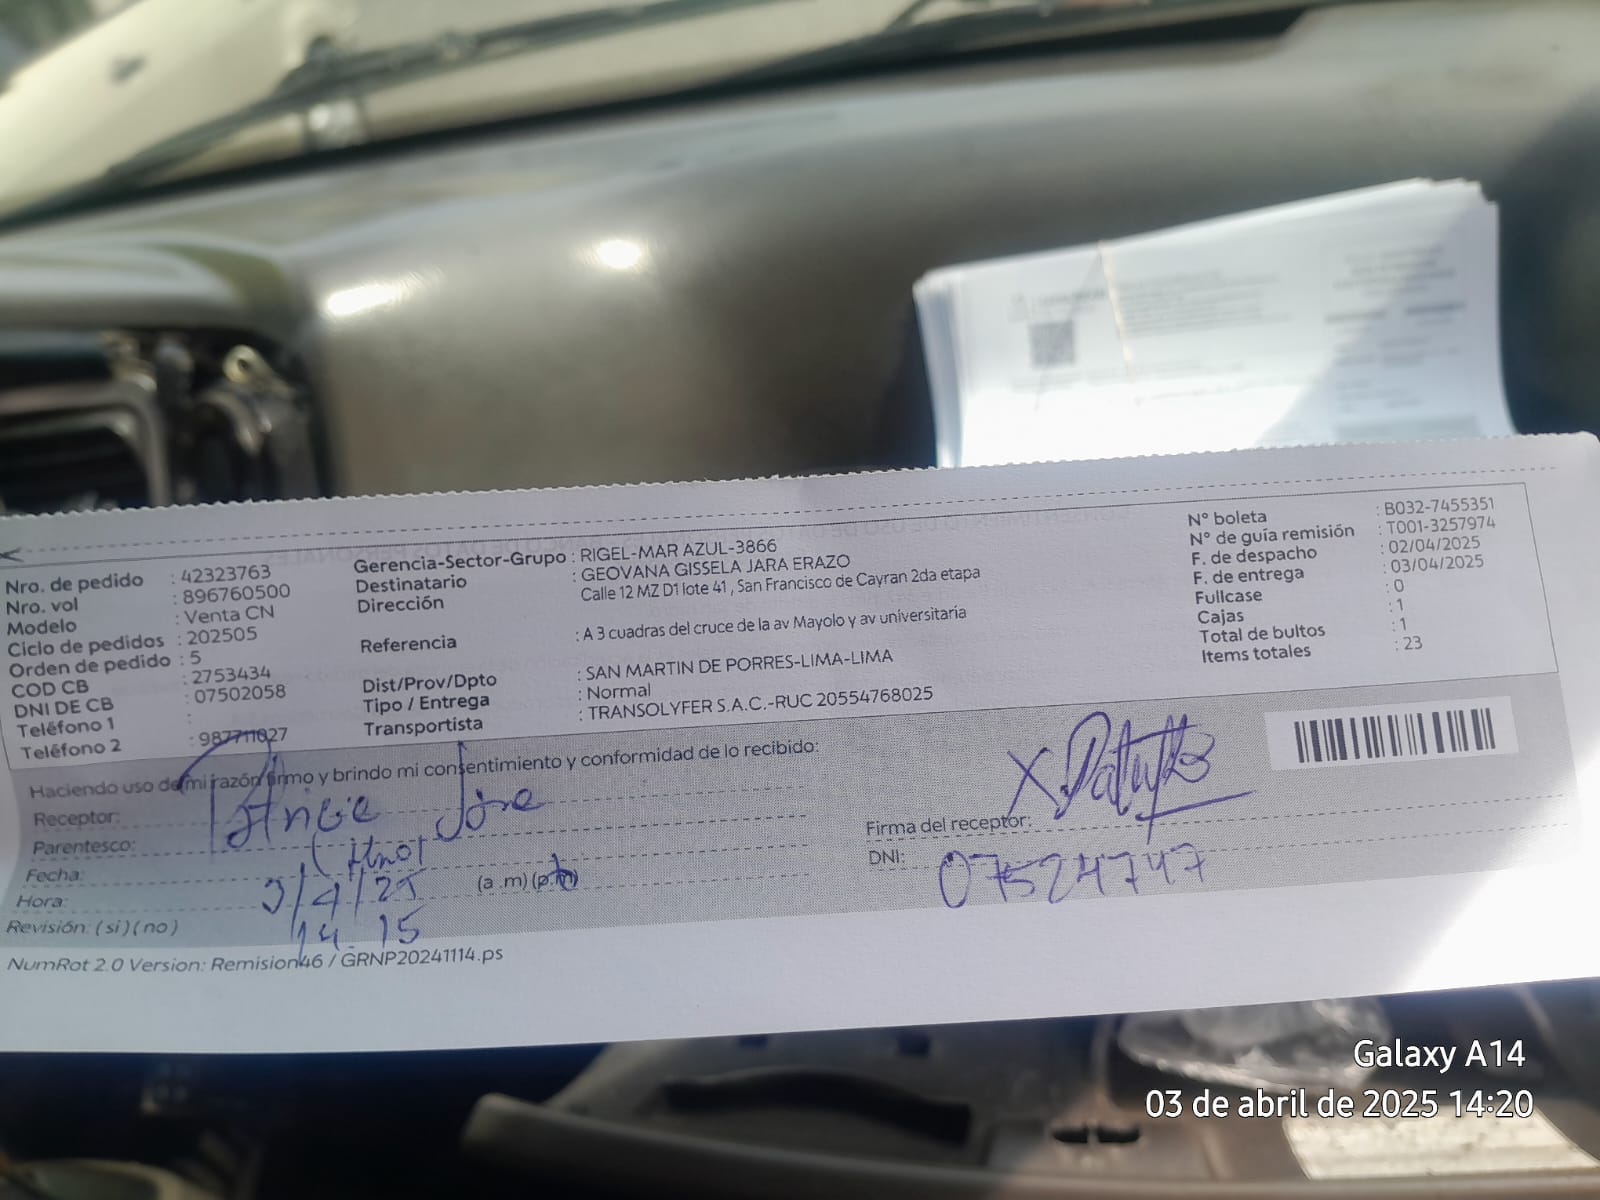 Nro. de pedido : 42323763
Nro. vol : 896760500
Modelo : Venta CN
Ciclo de pedidos : 202505
Orden de pedido : 5
COD CB : 2753434
DNI DE CB : 07502058
Teléfono 1 :
Teléfono 2 : 987711027
Gerencia-Sector-Grupo : RIGEL-MAR AZUL-3866
Destinatario : GEOVANA GISSELA JARA ERAZO
Dirección : Calle 12 MZ D1 lote 41 , San Francisco de Cayran 2da etapa
Referencia : A 3 cuadras del cruce de la av Mayolo y av universitaria
Dist/Prov/Dpto : SAN MARTIN DE PORRES-LIMA-LIMA
Tipo / Entrega : Normal
Transportista : TRANSOLYFER S.A.C.-RUC 20554768025
N° boleta : B032-7455351
N° de guía remisión : T001-3257974
F. de despacho : 02/04/2025
F. de entrega : 03/04/2025
Fullcase : 0
Cajas : 1
Total de bultos : 1
Items totales : 23
Haciendo uso de mi razón firmo y brindo mi consentimiento y conformidad de lo recibido:
Receptor:
Parentesco:
Fecha: 3/4/25
Hora: 14.15 (a .m) (p.m)
Revisión: ( si ) ( no )
Firma del receptor: X
DNI: 07524747
NumRot 2.0 Version: Remision46 / GRNP20241114.ps
Galaxy A14
03 de abril de 2025 14:20